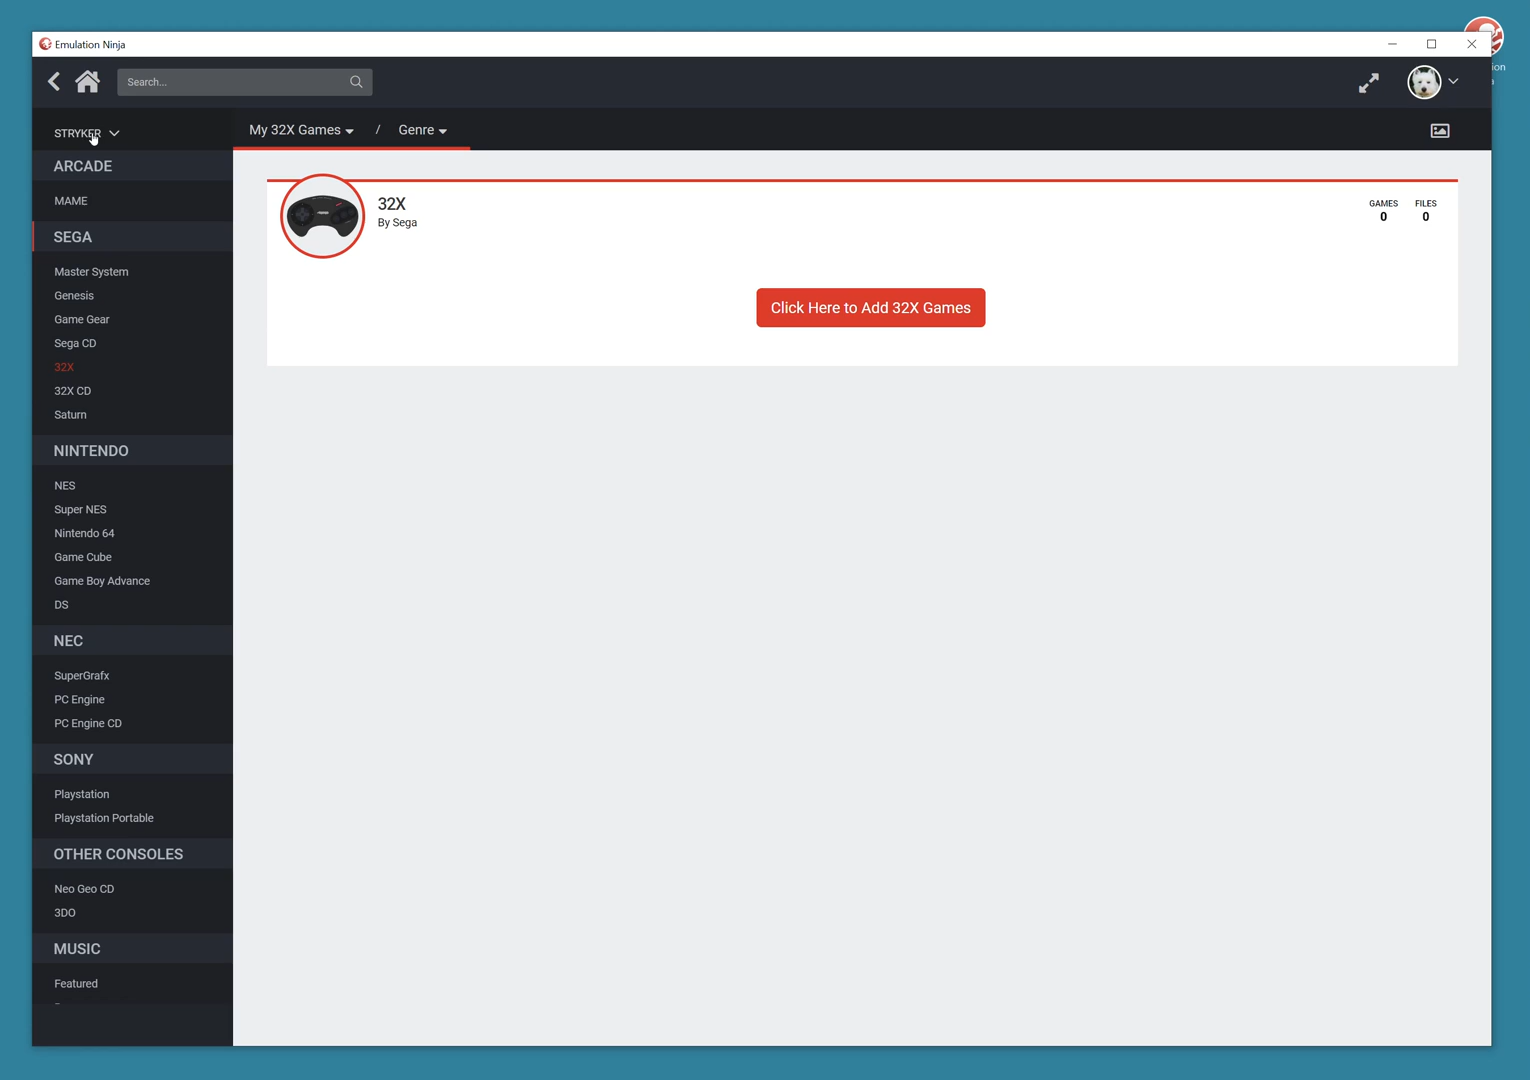 Emulation Ninja
ion
Search...
STRYKER
My 32X Games / Genre
ARCADE
MAME
SEGA
Master System
Genesis
Game Gear
Sega CD
32X
32X CD
Saturn
NINTENDO
NES
Super NES
Nintendo 64
Game Cube
Game Boy Advance
DS
NEC
SuperGrafx
PC Engine
PC Engine CD
SONY
Playstation
Playstation Portable
OTHER CONSOLES
Neo Geo CD
3DO
MUSIC
Featured
32X
By Sega
GAMES FILES
0 0
Click Here to Add 32X Games